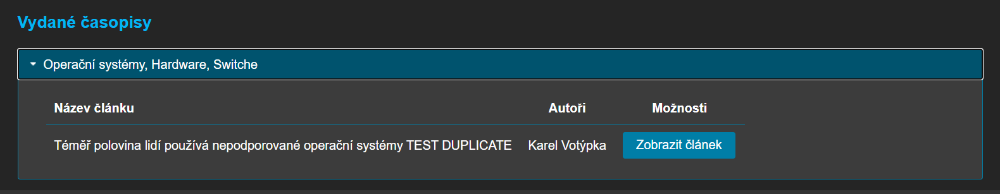 Vydané časopisy
Operační systémy, Hardware, Switche
Název článku Autoři Možnosti
Téměř polovina lidí používá nepodporované operační systémy TEST DUPLICATE Karel Votýpka Zobrazit článek